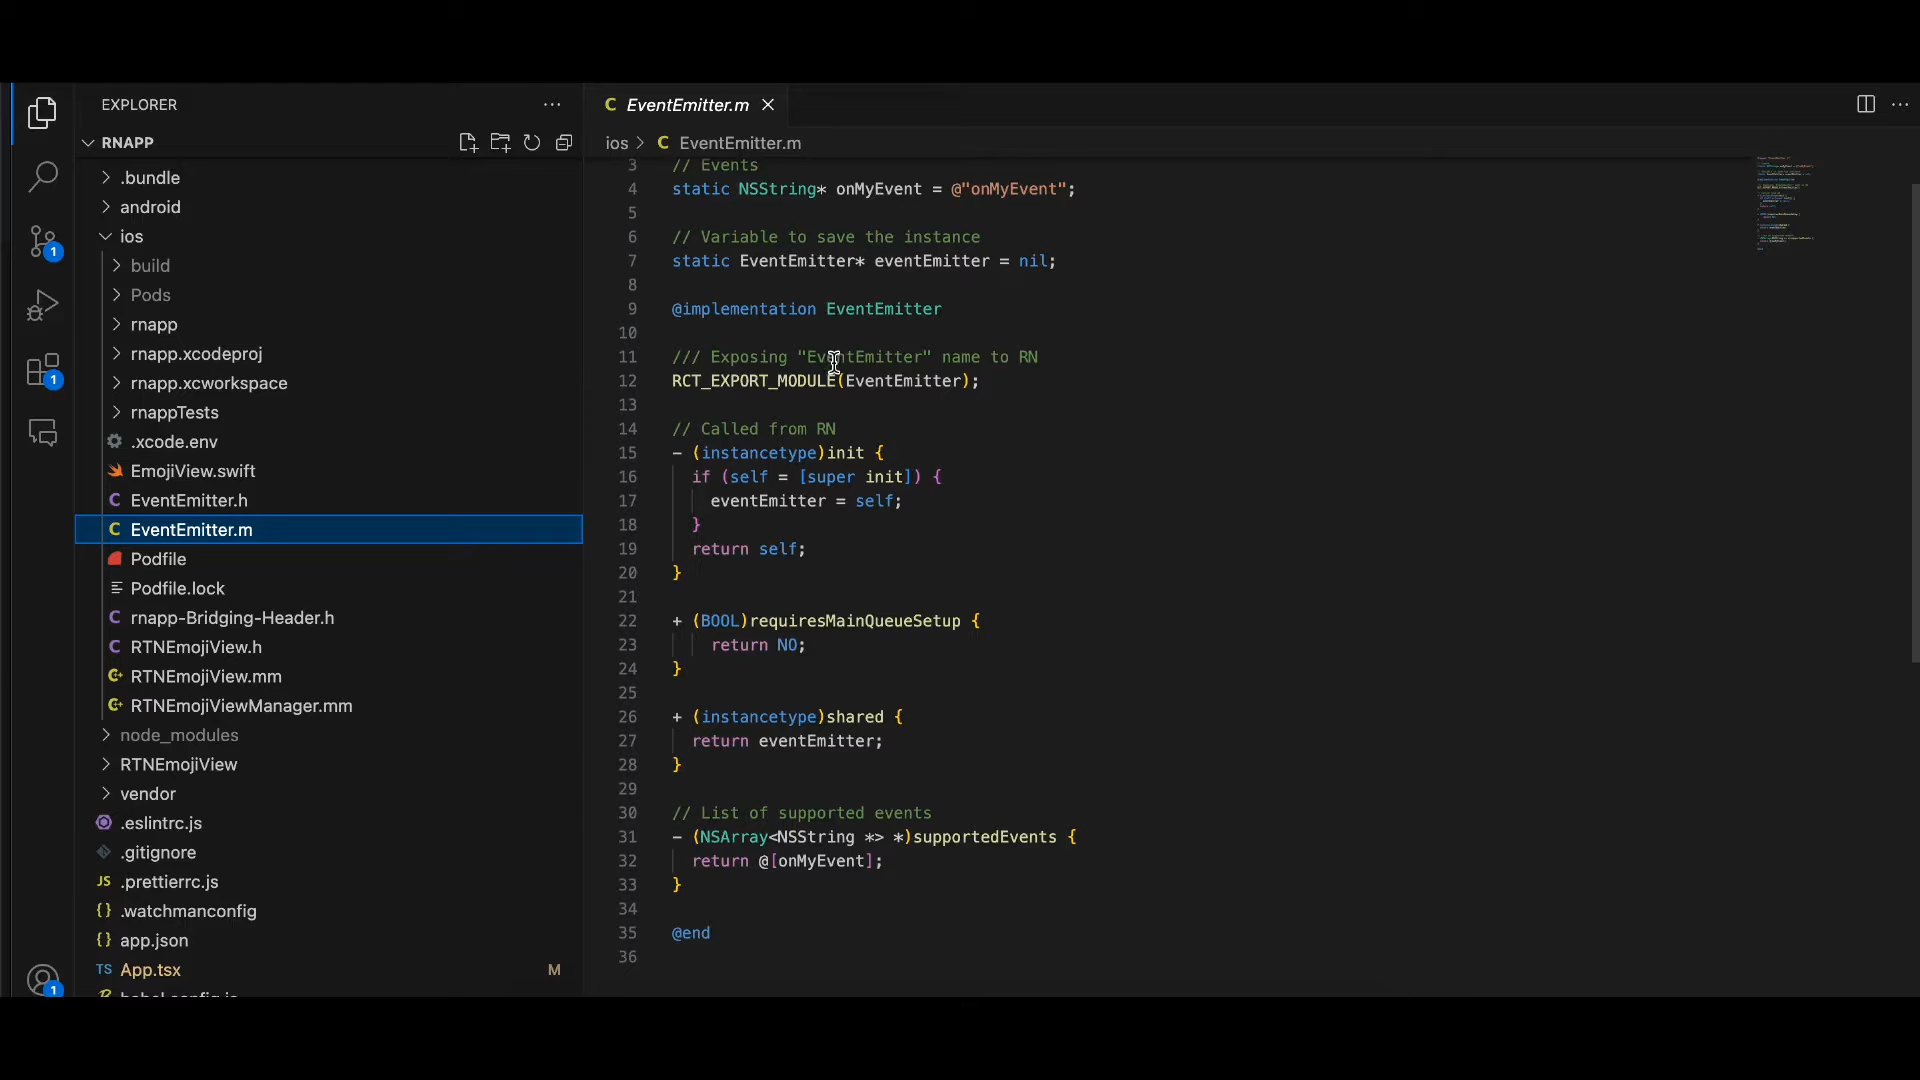 EXPLORER
RNAPP
.bundle
android
ios
build
Pods
rnapp
rnapp.xcodeproj
rnapp.xcworkspace
rnappTests
.xcode.env
EmojiView.swift
C EventEmitter.h
C EventEmitter.m
Podfile
Podfile.lock
C rnapp-Bridging-Header.h
C RTNEmojiView.h
C+ RTNEmojiView.mm
C+ RTNEmojiViewManager.mm
node_modules
RTNEmojiView
vendor
.eslintrc.js
.gitignore
JS .prettierrc.js
{} .watchmanconfig
{} app.json
TS App.tsx M
1
1
1
C EventEmitter.m
ios > C EventEmitter.m
3 // Events
4 static NSString* onMyEvent = @"onMyEvent";
5
6 // Variable to save the instance
7 static EventEmitter* eventEmitter = nil;
8
9 @implementation EventEmitter
10
11 /// Exposing "EventEmitter" name to RN
12 RCT_EXPORT_MODULE(EventEmitter);
13
14 // Called from RN
15 - (instancetype)init {
16 if (self = [super init]) {
17 eventEmitter = self;
18 }
19 return self;
20 }
21
22 + (BOOL)requiresMainQueueSetup {
23 return NO;
24 }
25
26 + (instancetype)shared {
27 return eventEmitter;
28 }
29
30 // List of supported events
31 - (NSArray<NSString *> *)supportedEvents {
32 return @[onMyEvent];
33 }
34
35 @end
36